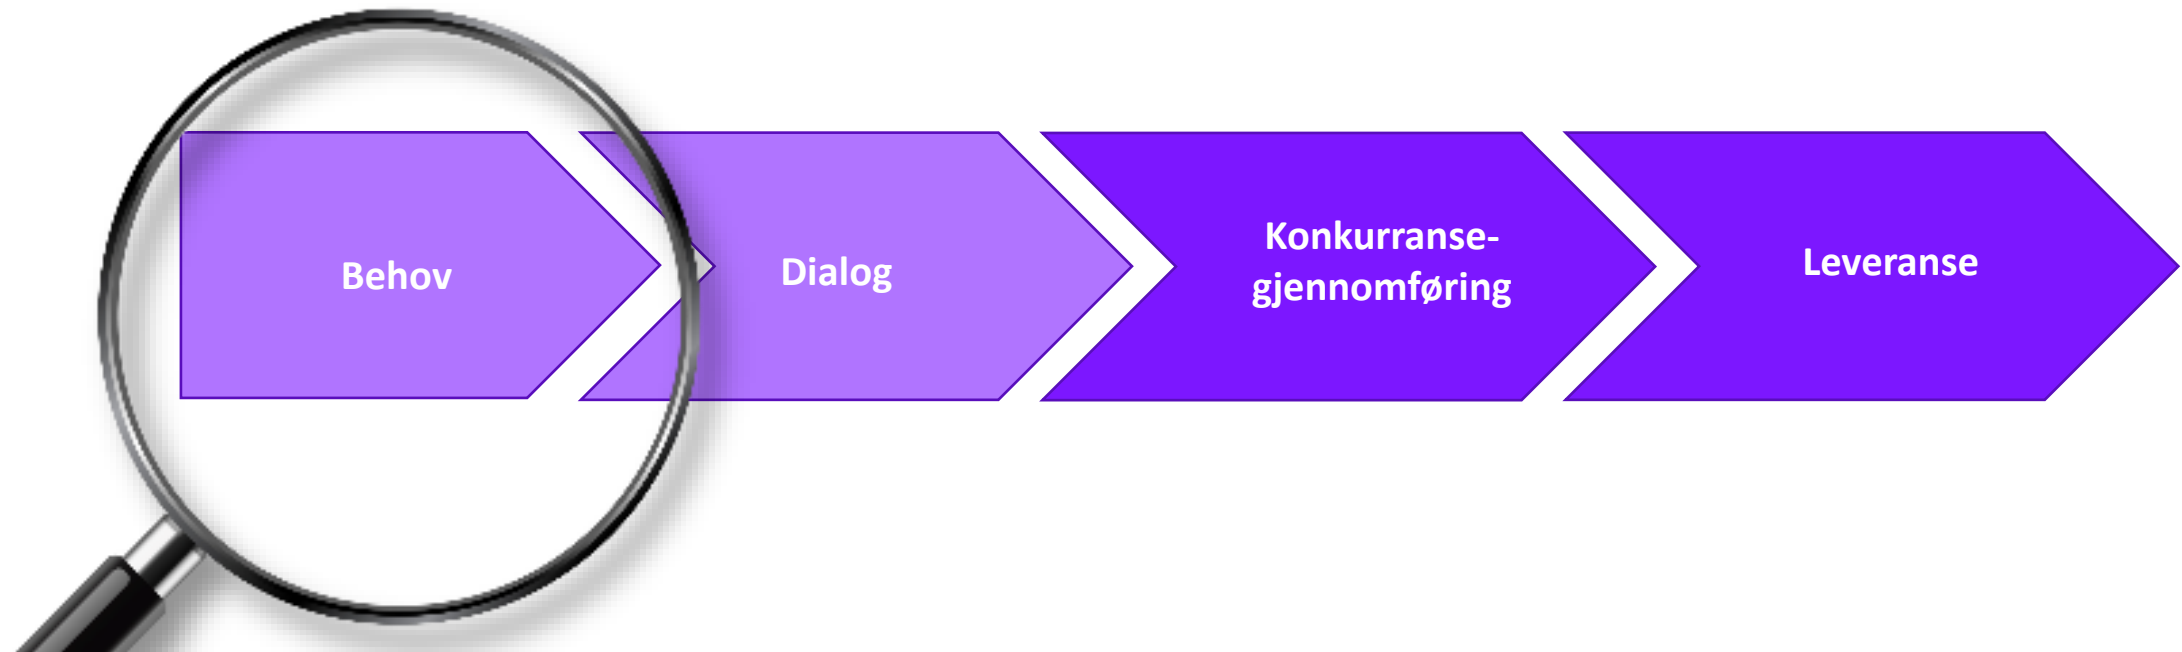 Behov
Dialog
Konkurranse-
gjennomføring
Leveranse